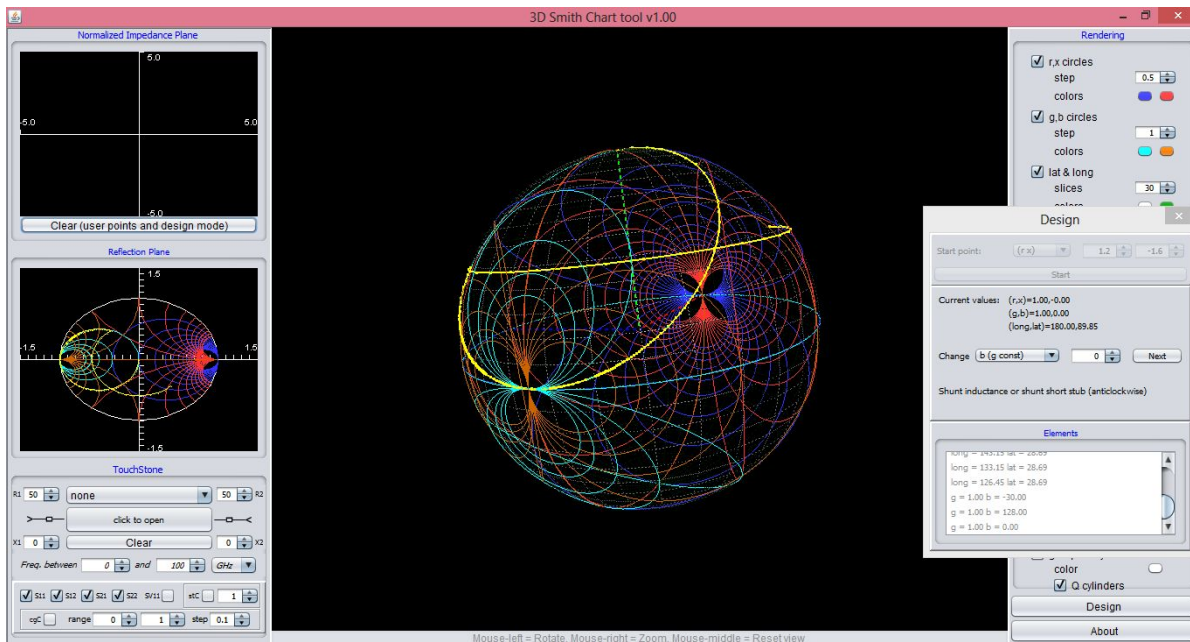 3D Smith Chart tool v1.00
Normalized Impedance Plane
5.0
-5.0
5.0
-5.0
Clear (user points and design mode)
Reflection Plane
1.5
-1.5
1.5
-1.5
TouchStone
R1 50 none 50 R2
click to open
X1 0 Clear 0 X2
Freq. between 0 and 100 GHz
S11 S12 S21 S22 SV11 stC 1
cgC range 0 1 step 0.1
Mouse-left = Rotate, Mouse-right = Zoom, Mouse-middle = Reset view
Rendering
r,x circles
step 0.5
colors
g,b circles
step 1
colors
lat & long
slices 30
Design
Start point: (r x) 1.2 -1.6
Start
Current values: (r,x)=1.00,-0.00
(g,b)=1.00,0.00
(long,lat)=180.00,89.85
Change b (g const) 0 Next
Shunt inductance or shunt short stub (anticlockwise)
Elements
long = 143.15 lat = 28.69
long = 133.15 lat = 28.69
long = 126.45 lat = 28.69
g = 1.00 b = -30.00
g = 1.00 b = 128.00
g = 1.00 b = 0.00
color
Q cylinders
Design
About